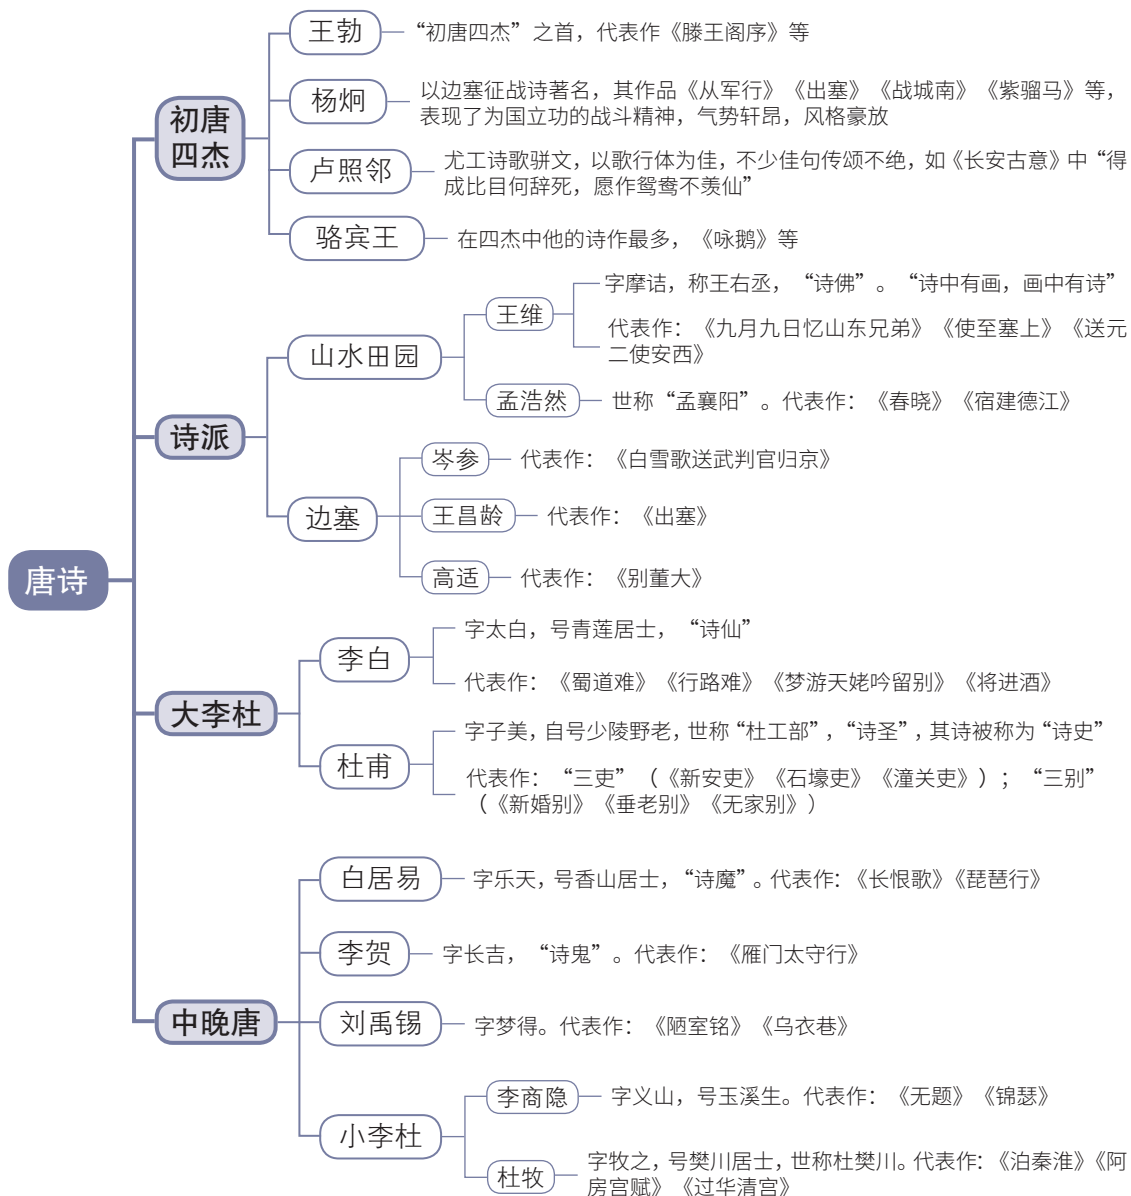 唐诗
初唐
四杰
王勃
“初唐四杰”之首，代表作《滕王阁序》等
杨炯
以边塞征战诗著名，其作品《从军行》《出塞》《战城南》《紫骝马》等，
表现了为国立功的战斗精神，气势轩昂，风格豪放
卢照邻
尤工诗歌骈文，以歌行体为佳，不少佳句传颂不绝，如《长安古意》中“得
成比目何辞死，愿作鸳鸯不羡仙”
骆宾王
在四杰中他的诗作最多，《咏鹅》等
诗派
山水田园
王维
字摩诘，称王右丞，“诗佛”。“诗中有画，画中有诗”
代表作：《九月九日忆山东兄弟》《使至塞上》《送元
二使安西》
孟浩然
世称“孟襄阳”。代表作：《春晓》《宿建德江》
边塞
岑参
代表作：《白雪歌送武判官归京》
王昌龄
代表作：《出塞》
高适
代表作：《别董大》
大李杜
李白
字太白，号青莲居士，“诗仙”
代表作：《蜀道难》《行路难》《梦游天姥吟留别》《将进酒》
杜甫
字子美，自号少陵野老，世称“杜工部”，“诗圣”，其诗被称为“诗史”
代表作：“三吏”（《新安吏》《石壕吏》《潼关吏》）；“三别”
（《新婚别》《垂老别》《无家别》）
中晚唐
白居易
字乐天，号香山居士，“诗魔”。代表作：《长恨歌》《琵琶行》
李贺
字长吉，“诗鬼”。代表作：《雁门太守行》
刘禹锡
字梦得。代表作：《陋室铭》《乌衣巷》
小李杜
李商隐
字义山，号玉溪生。代表作：《无题》《锦瑟》
杜牧
字牧之，号樊川居士，世称杜樊川。代表作：《泊秦淮》《阿
房宫赋》《过华清宫》